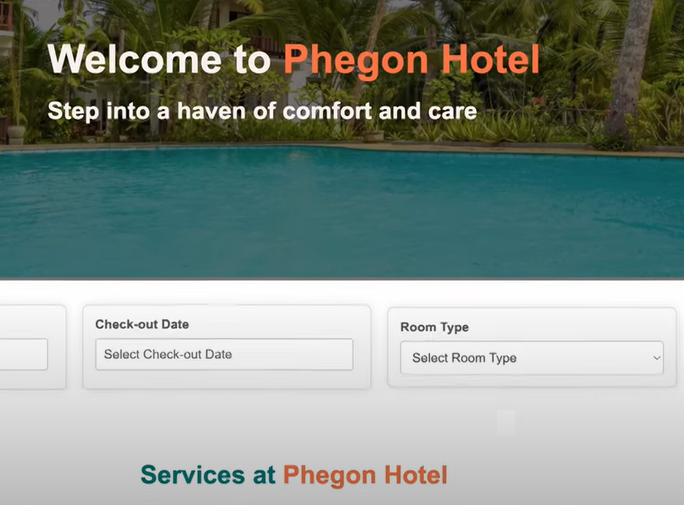 Welcome to Phegon Hotel
Step into a haven of comfort and care
Check-out Date
Select Check-out Date
Room Type
Select Room Type
Services at Phegon Hotel